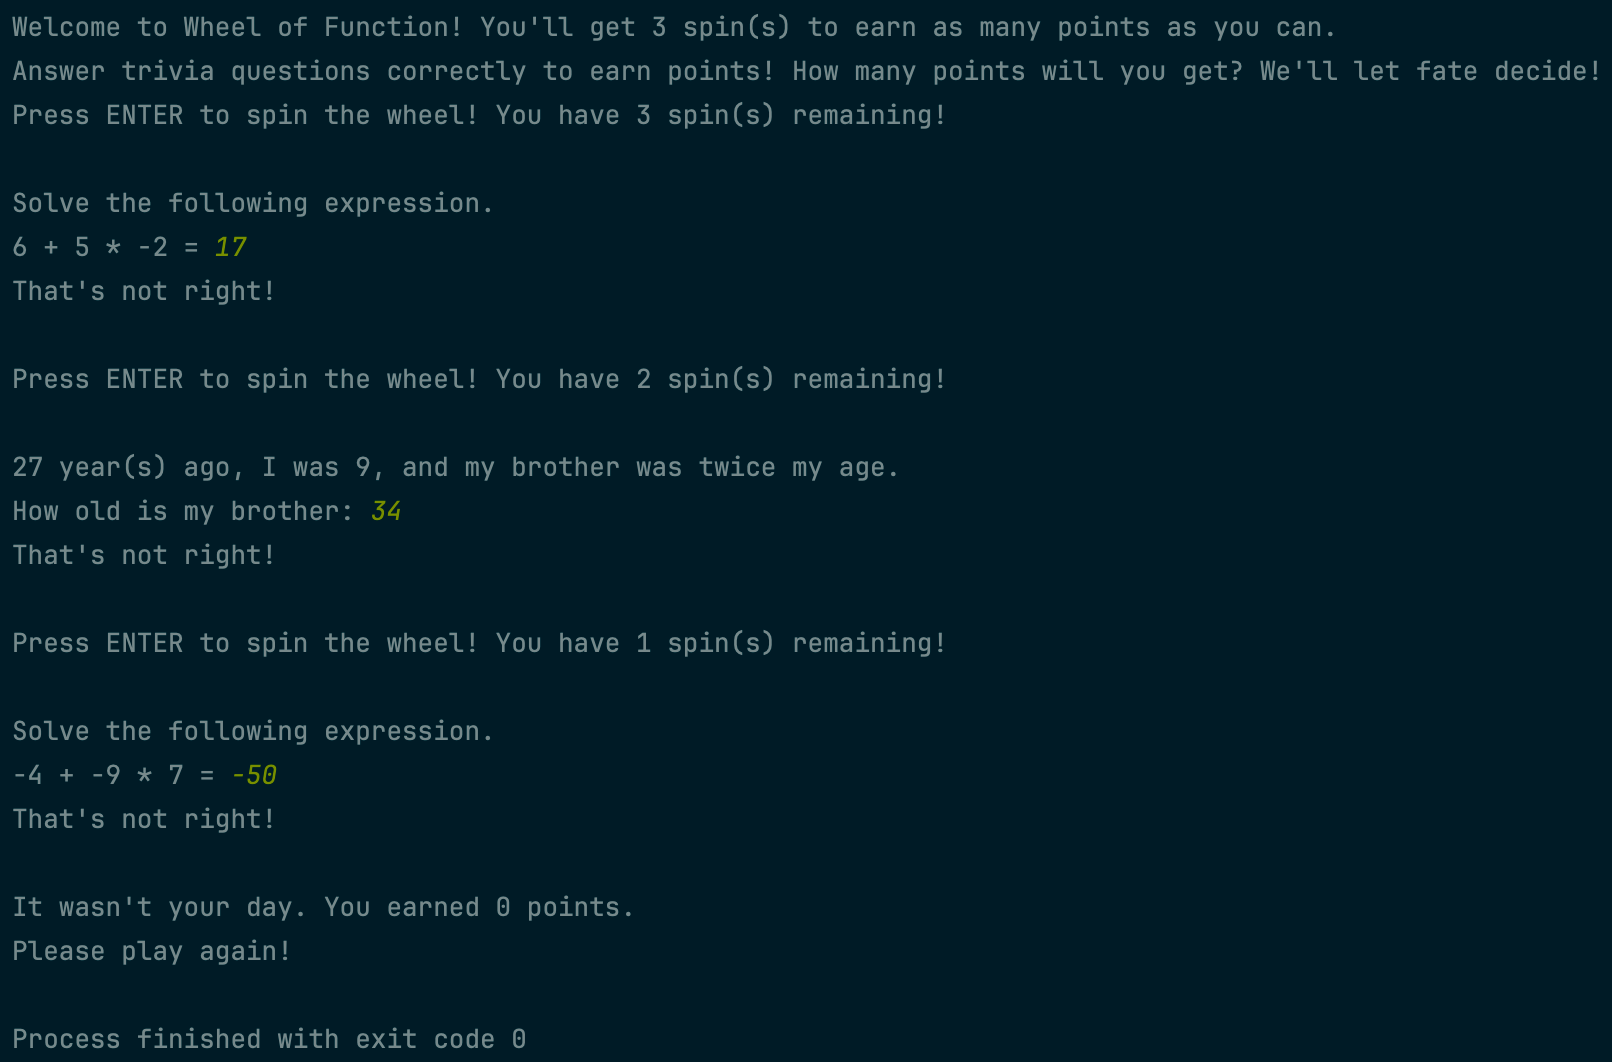 Welcome to Wheel of Function! You'll get 3 spin(s) to earn as many points as you can.
Answer trivia questions correctly to earn points! How many points will you get? We'll let fate decide!
Press ENTER to spin the wheel! You have 3 spin(s) remaining!
Solve the following expression.
6 + 5 * -2 = 17
That's not right!
Press ENTER to spin the wheel! You have 2 spin(s) remaining!
27 year(s) ago, I was 9, and my brother was twice my age.
How old is my brother: 34
That's not right!
Press ENTER to spin the wheel! You have 1 spin(s) remaining!
Solve the following expression.
-4 + -9 * 7 = -50
That's not right!
It wasn't your day. You earned 0 points.
Please play again!
Process finished with exit code 0